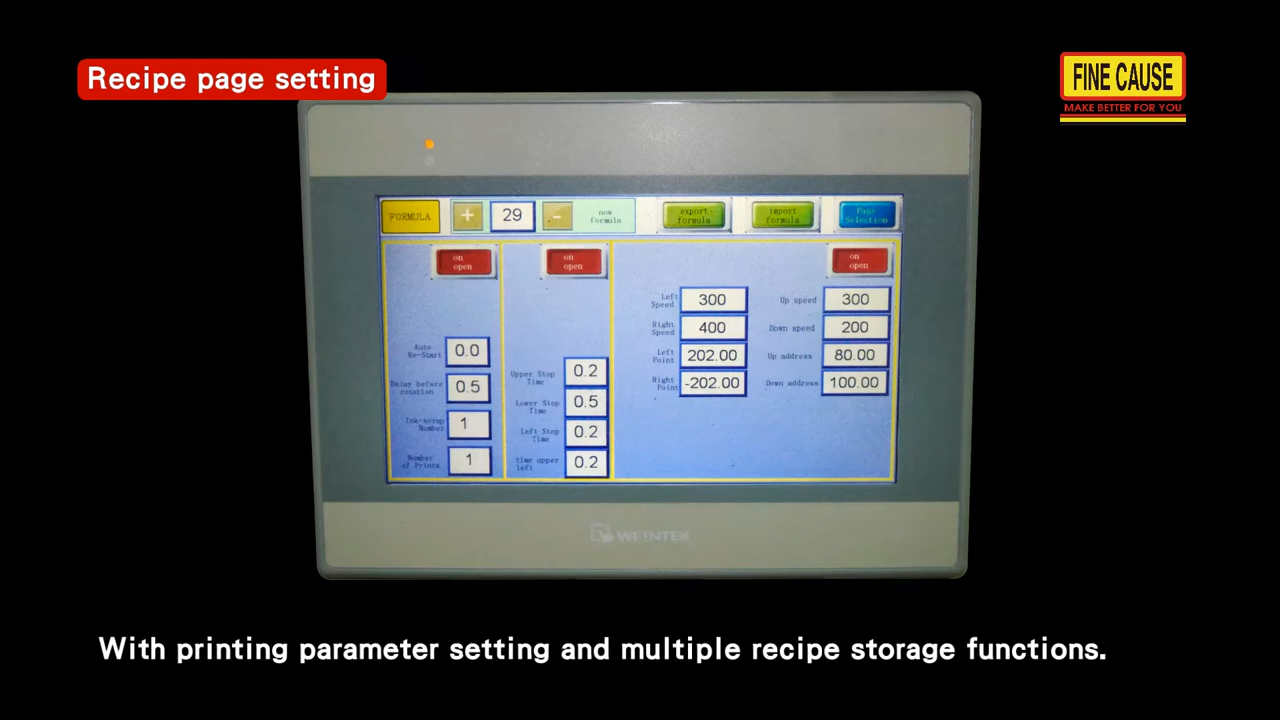 Recipe page setting
FINE CAUSE
MAKE BETTER FOR YOU
FORMULA
+
29
-
now
formula
export
formula
import
formula
Page
Selection
on
open
on
open
on
open
Auto
Re-Start
0.0
Delay before
rotation
0.5
Ink-scrap
Number
1
Number
of Prints
1
Upper Stop
Time
0.2
Lower Stop
Time
0.5
Left Stop
Time
0.2
time upper
left
0.2
Left
Speed
300
Right
Speed
400
Left
Point
202.00
Right
Point
-202.00
Up speed
300
Down speed
200
Up address
80.00
Down address
100.00
WEINTEK
With printing parameter setting and multiple recipe storage functions.